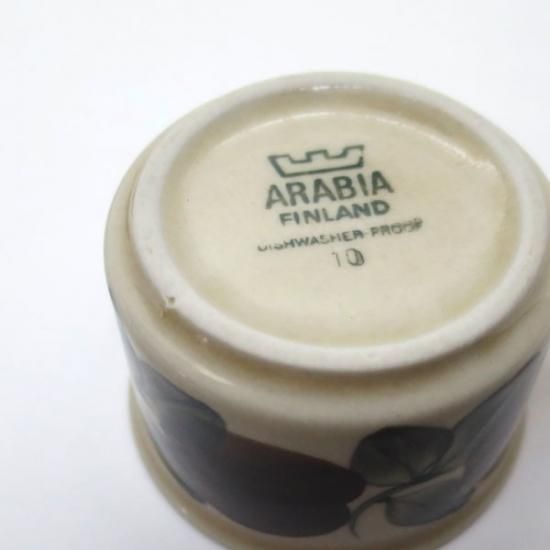 ARABIA
FINLAND
DISHWASHER PROOF
10